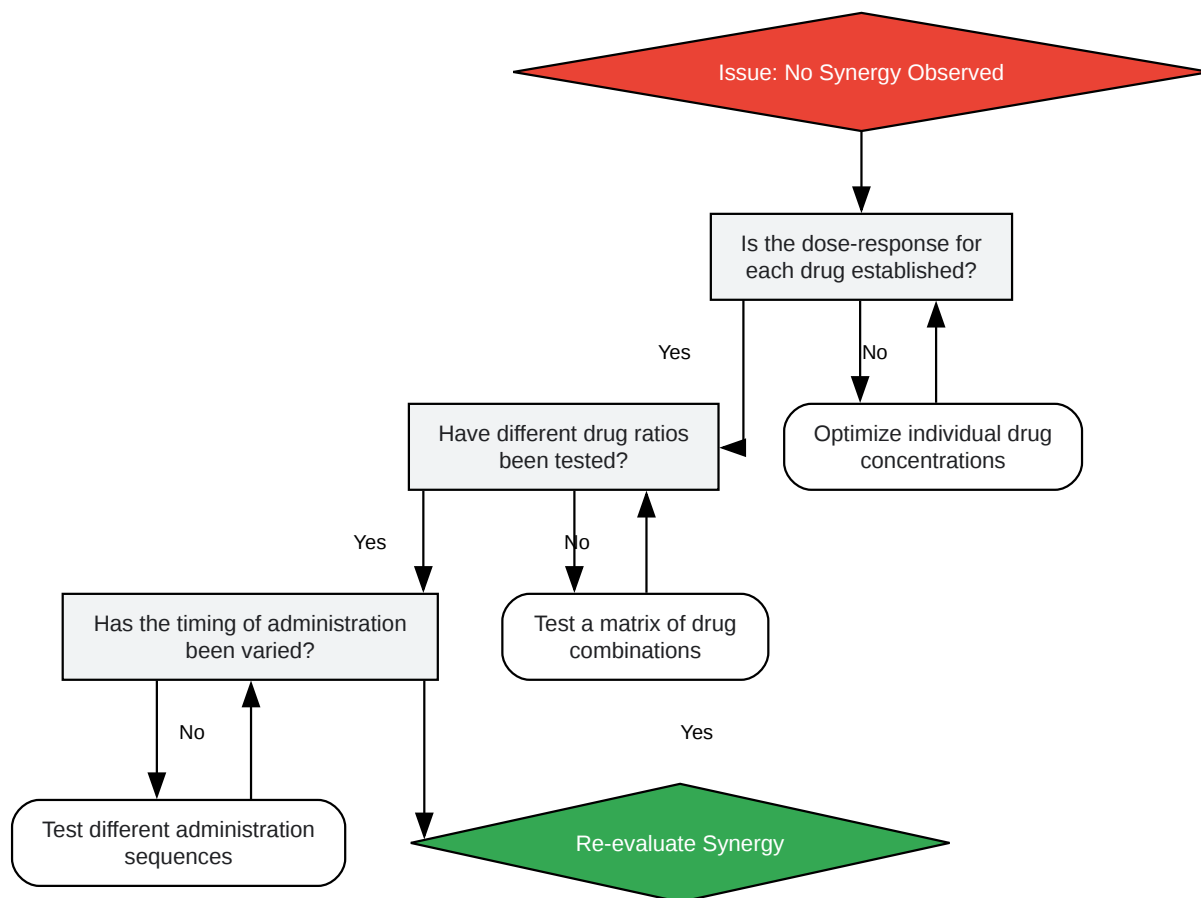 Issue: No Synergy Observed
Is the dose-response for
each drug established?
Yes
No
Have different drug ratios
been tested?
Optimize individual drug
concentrations
Yes
No
Has the timing of administration
been varied?
Test a matrix of drug
combinations
No
Yes
Test different administration
sequences
Re-evaluate Synergy